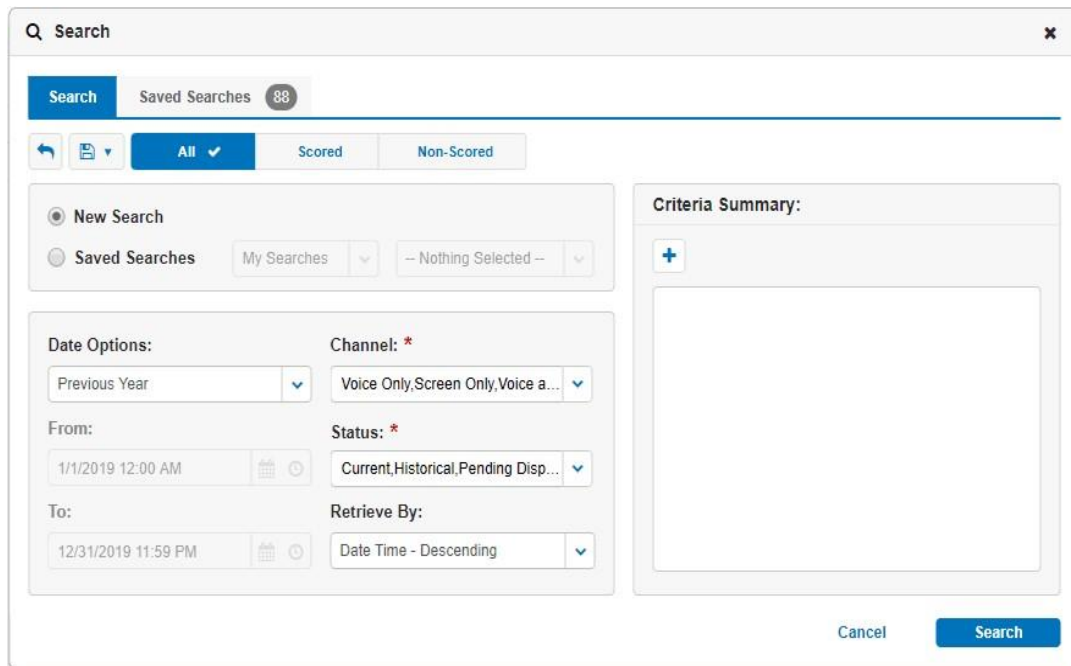 Search
Search
Saved Searches 88
All Scored Non-Scored
New Search
Saved Searches My Searches -- Nothing Selected --
Criteria Summary:
Date Options: Channel: *
Previous Year Voice Only,Screen Only,Voice a...
From: Status: *
1/1/2019 12:00 AM Current,Historical,Pending Disp...
To: Retrieve By:
12/31/2019 11:59 PM Date Time - Descending
Cancel Search